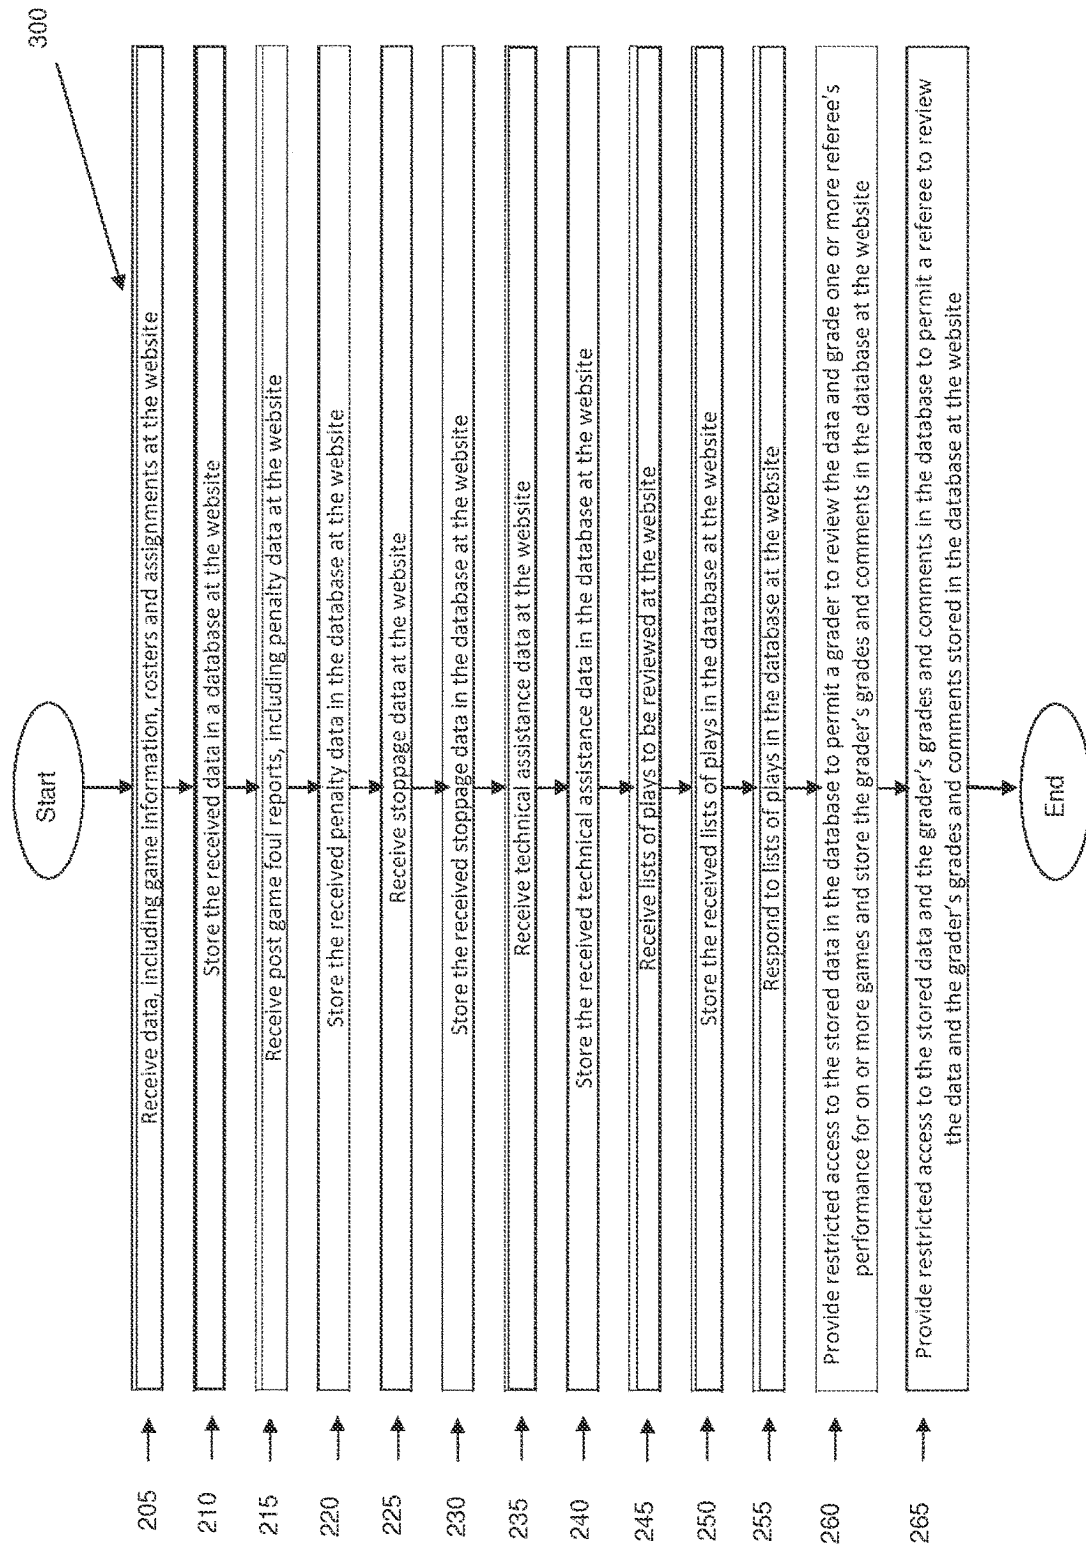 300
Start
205
Receive data, including game information, rosters and assignments at the website
210
Store the received data in a database at the website
215
Receive post game foul reports, including penalty data at the website
220
Store the received penalty data in the database at the website
225
Receive stoppage data at the website
230
Store the received stoppage data in the database at the website
235
Receive technical assistance data at the website
240
Store the received technical assistance data in the database at the website
245
Receive lists of plays to be reviewed at the website
250
Store the received lists of plays in the database at the website
255
Respond to lists of plays in the database at the website
260
Provide restricted access to the stored data in the database to permit a grader to review the data and grade one or more referee's
performance for on or more games and store the grader's grades and comments in the database at the website
265
Provide restricted access to the stored data and the grader's grades and comments in the database to permit a referee to review
the data and the grader's grades and comments stored in the database at the website
End